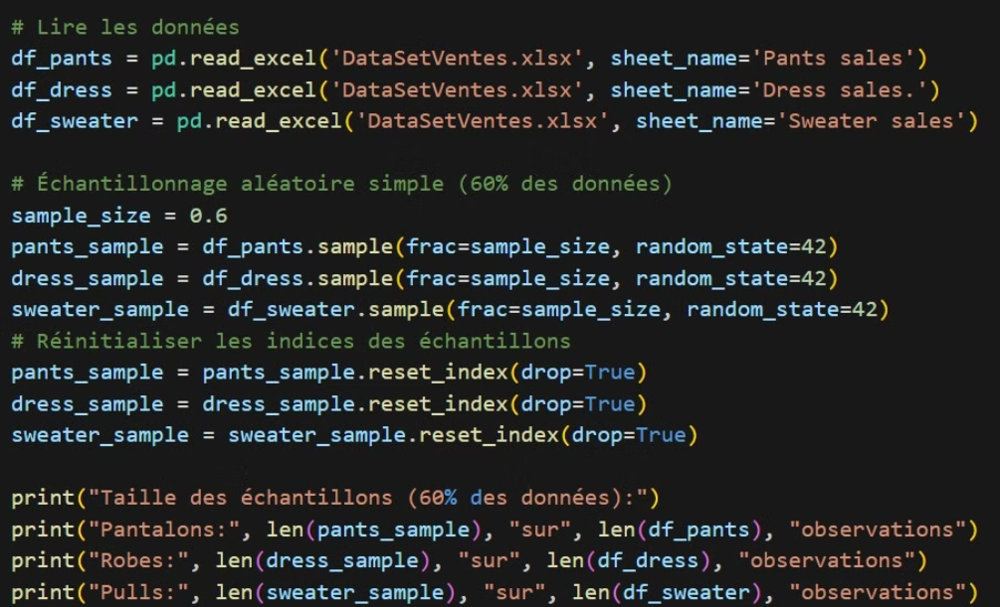 # Lire les données
df_pants = pd.read_excel('DataSetVentes.xlsx', sheet_name='Pants sales')
df_dress = pd.read_excel('DataSetVentes.xlsx', sheet_name='Dress sales.')
df_sweater = pd.read_excel('DataSetVentes.xlsx', sheet_name='Sweater sales')
# Échantillonnage aléatoire simple (60% des données)
sample_size = 0.6
pants_sample = df_pants.sample(frac=sample_size, random_state=42)
dress_sample = df_dress.sample(frac=sample_size, random_state=42)
sweater_sample = df_sweater.sample(frac=sample_size, random_state=42)
# Réinitialiser les indices des échantillons
pants_sample = pants_sample.reset_index(drop=True)
dress_sample = dress_sample.reset_index(drop=True)
sweater_sample = sweater_sample.reset_index(drop=True)
print("Taille des échantillons (60% des données):")
print("Pantalons:", len(pants_sample), "sur", len(df_pants), "observations")
print("Robes:", len(dress_sample), "sur", len(df_dress), "observations")
print("Pulls:", len(sweater_sample), "sur", len(df_sweater), "observations")